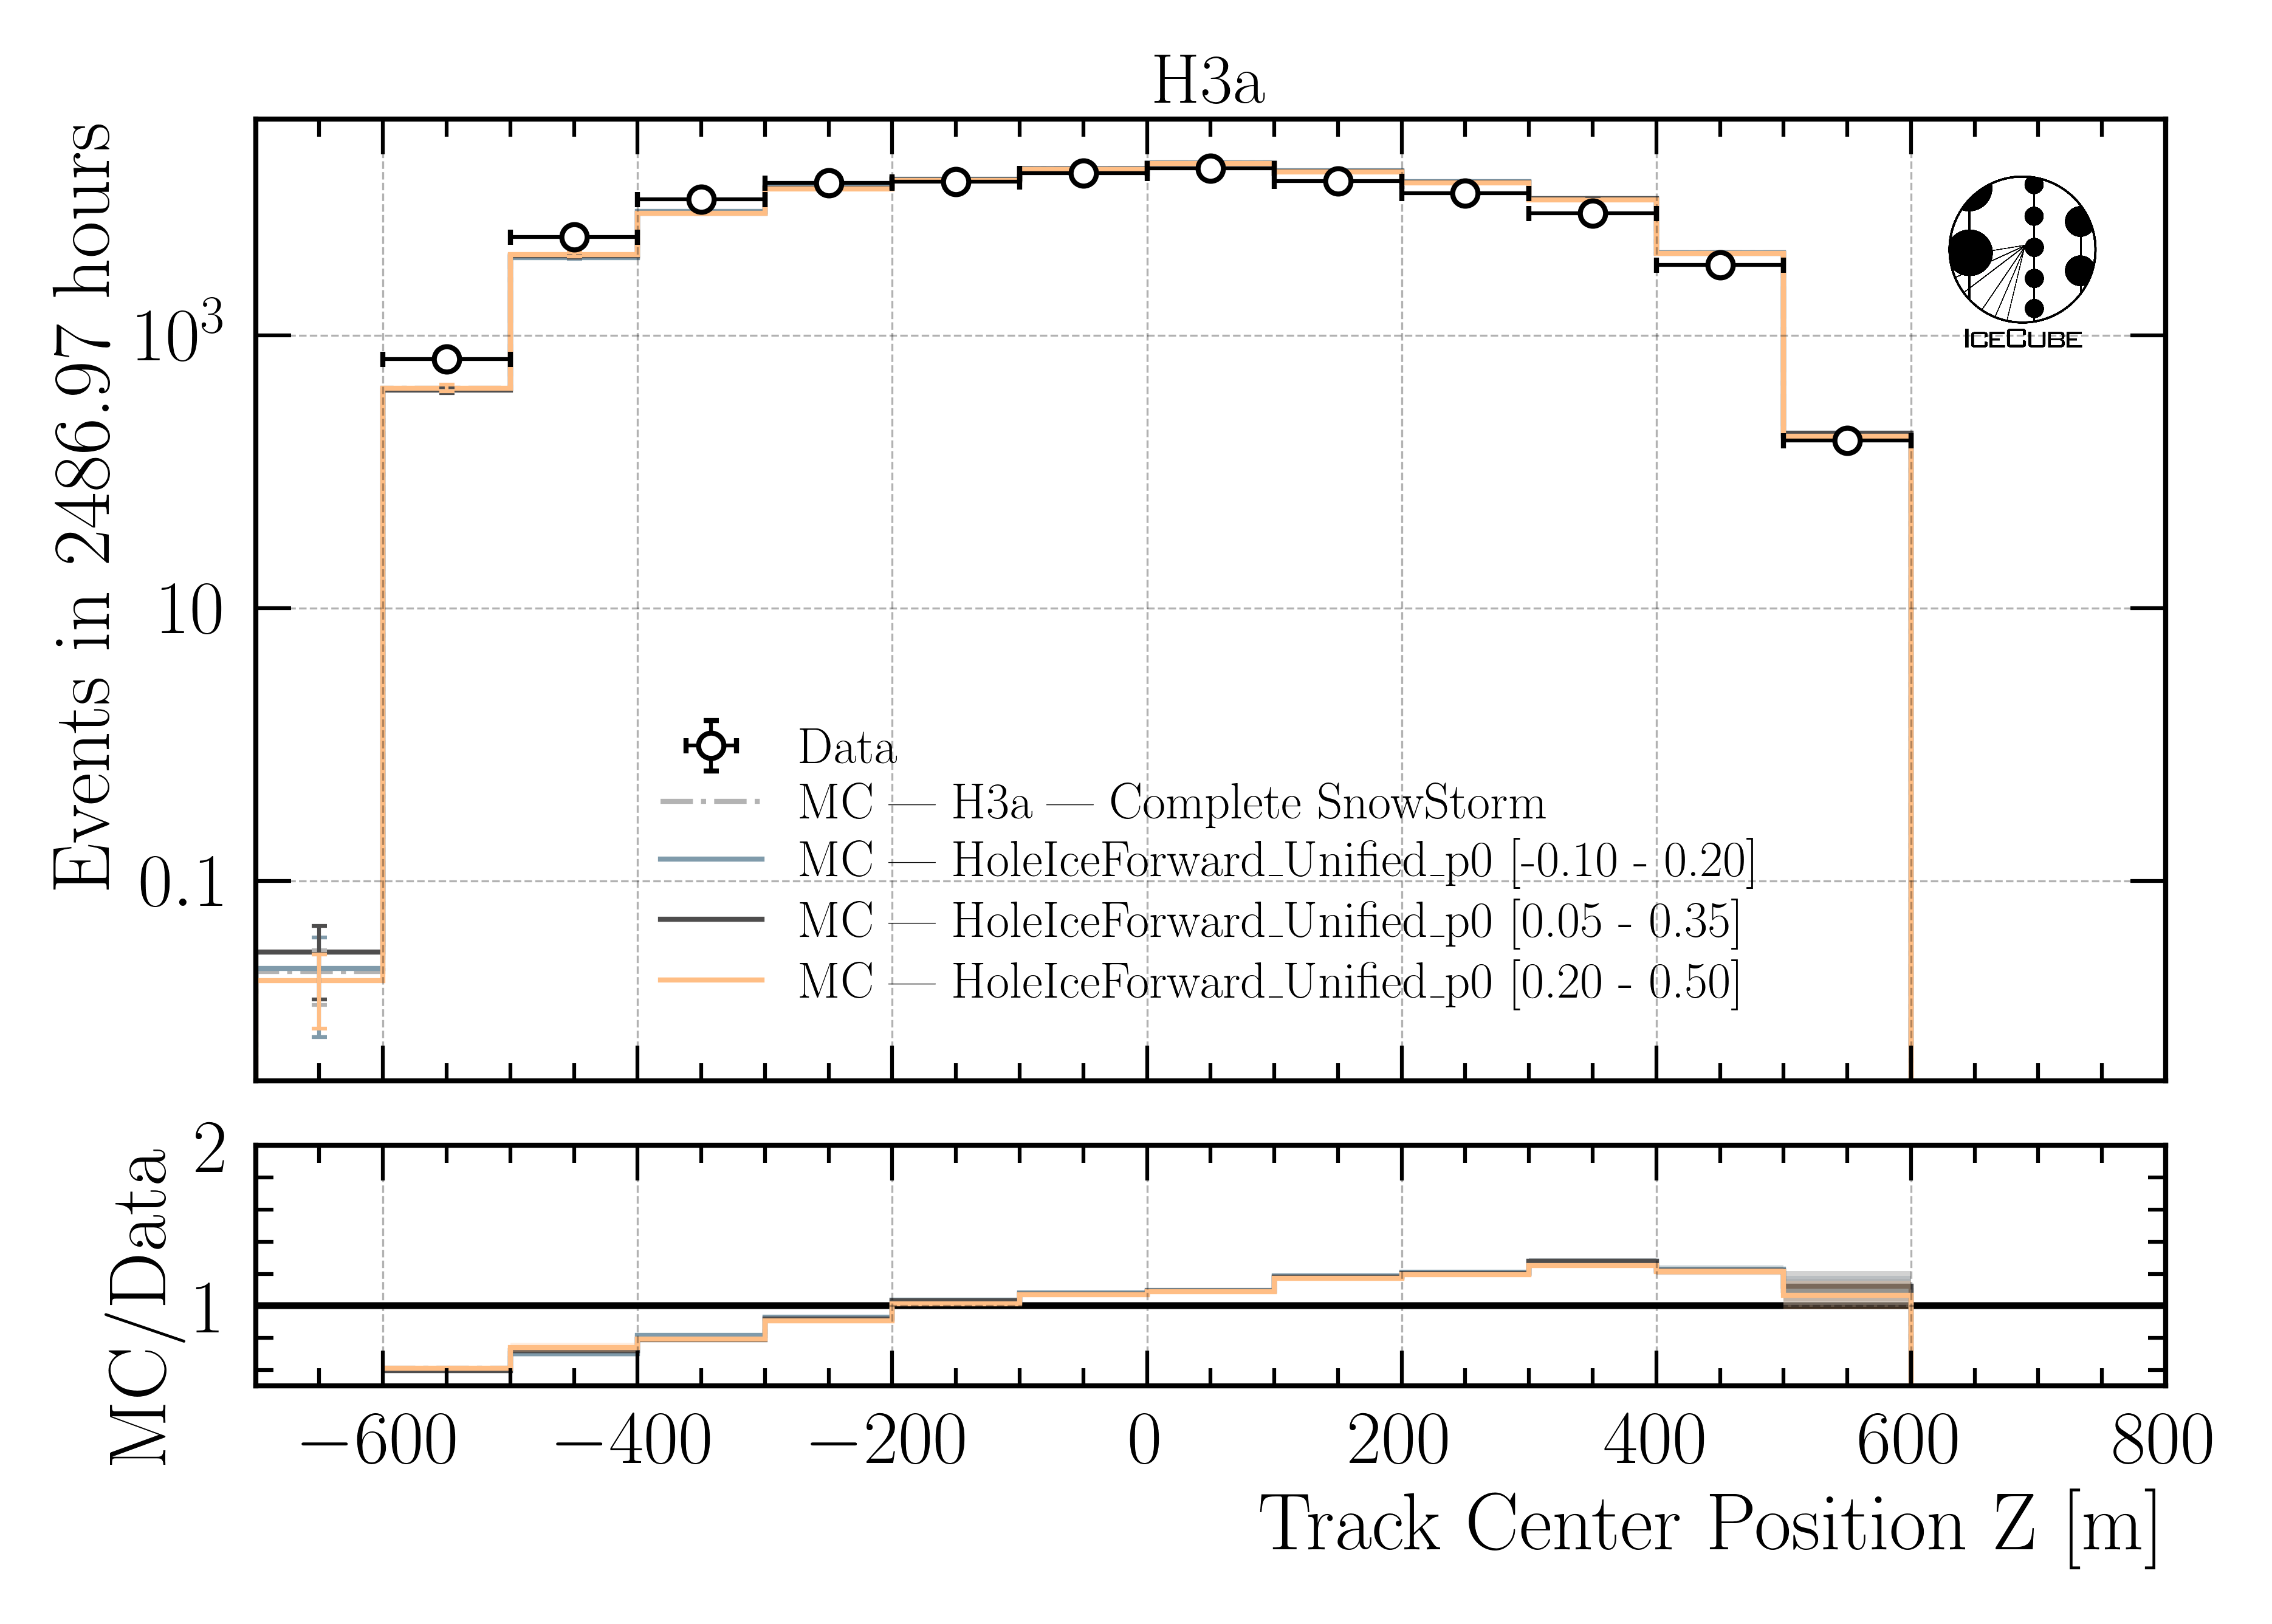 H3a
Events in 2486.97 hours
10³
10
0.1
ICECUBE
Data
MC — H3a — Complete SnowStorm
MC — HoleIceForward_Unified_p0 [-0.10 - 0.20]
MC — HoleIceForward_Unified_p0 [0.05 - 0.35]
MC — HoleIceForward_Unified_p0 [0.20 - 0.50]
MC/Data
2
1
−600 −400 −200 0 200 400 600 800
Track Center Position Z [m]